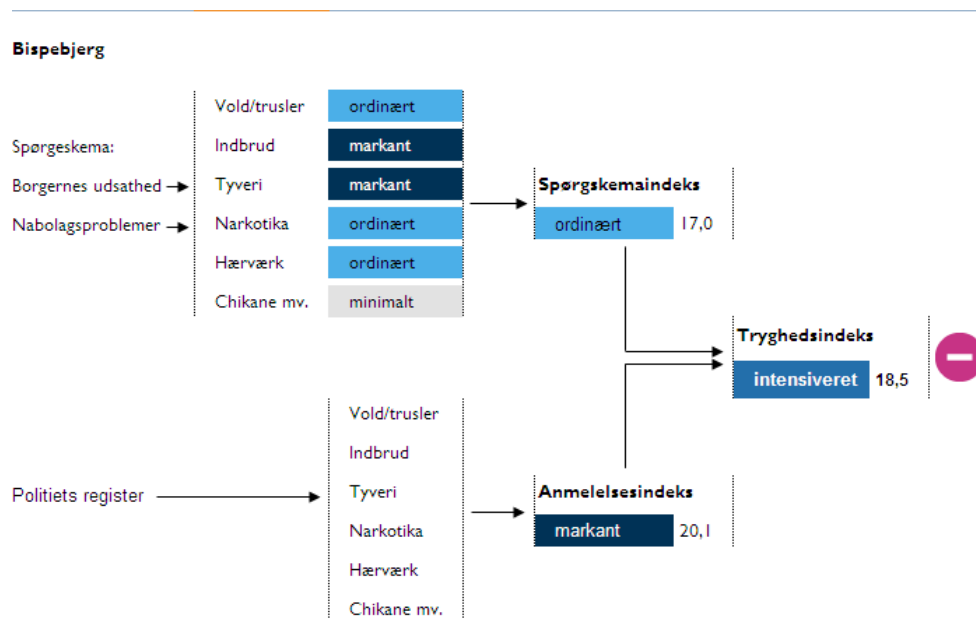 Bispebjerg
Vold/trusler ordinært
Spørgeskema: Indbrud markant
Borgernes udsathed Tyveri markant
Spørgskemaindeks
Nabolagsproblemer Narkotika ordinært
ordinært 17,0
Hærværk ordinært
Chikane mv. minimalt
Tryghedsindeks
intensiveret 18,5
Vold/trusler
Indbrud
Politiets register Tyveri
Anmelelsesindeks
Narkotika
markant 20,1
Hærværk
Chikane mv.